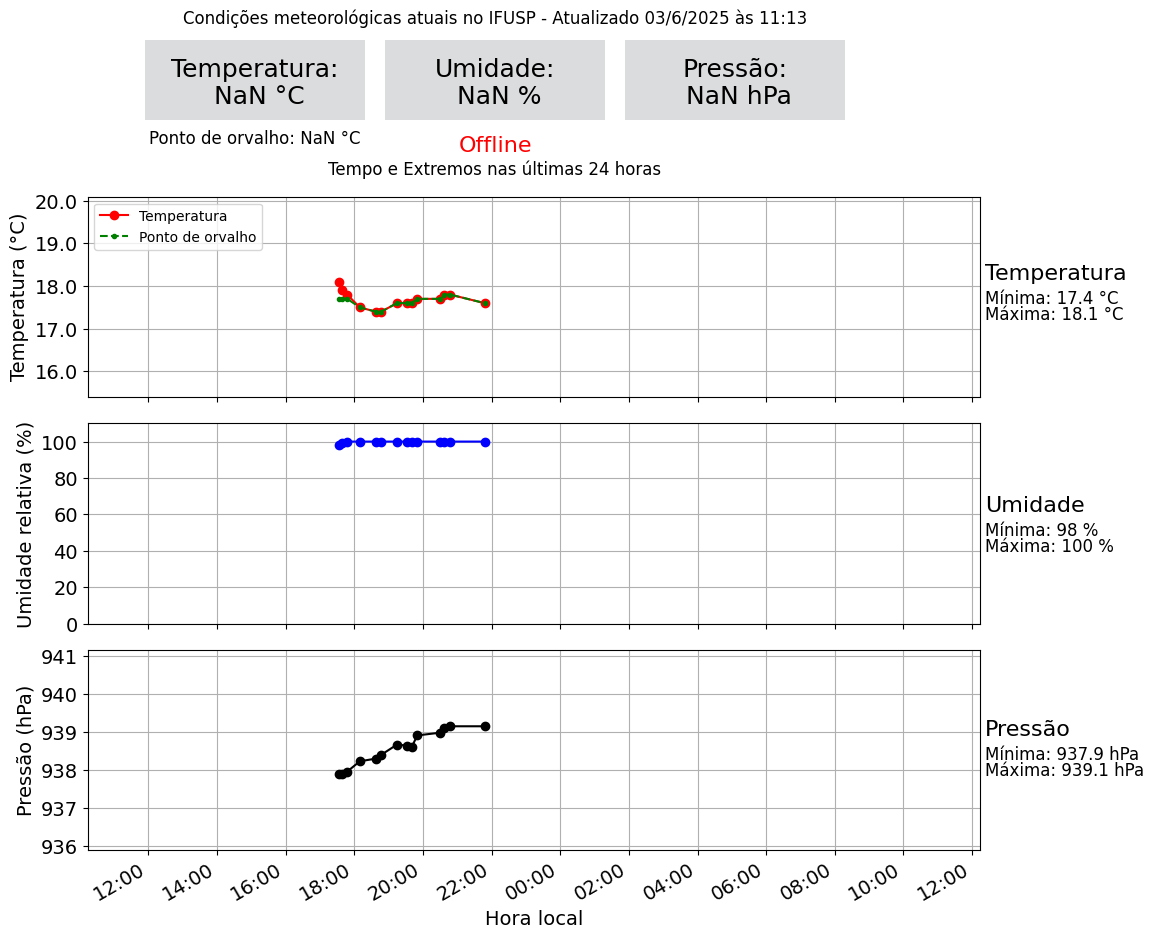 Condições meteorológicas atuais no IFUSP - Atualizado 03/6/2025 às 11:13
Temperatura:
NaN °C
Umidade:
NaN %
Pressão:
NaN hPa
Ponto de orvalho: NaN °C
Offline
Tempo e Extremos nas últimas 24 horas
Temperatura (°C)
20.0
19.0
18.0
17.0
16.0
Temperatura
Ponto de orvalho
Temperatura
Mínima: 17.4 °C
Máxima: 18.1 °C
Umidade relativa (%)
100
80
60
40
20
0
Umidade
Mínima: 98 %
Máxima: 100 %
Pressão (hPa)
941
940
939
938
937
936
Pressão
Mínima: 937.9 hPa
Máxima: 939.1 hPa
12:00 14:00 16:00 18:00 20:00 22:00 00:00 02:00 04:00 06:00 08:00 10:00 12:00
Hora local